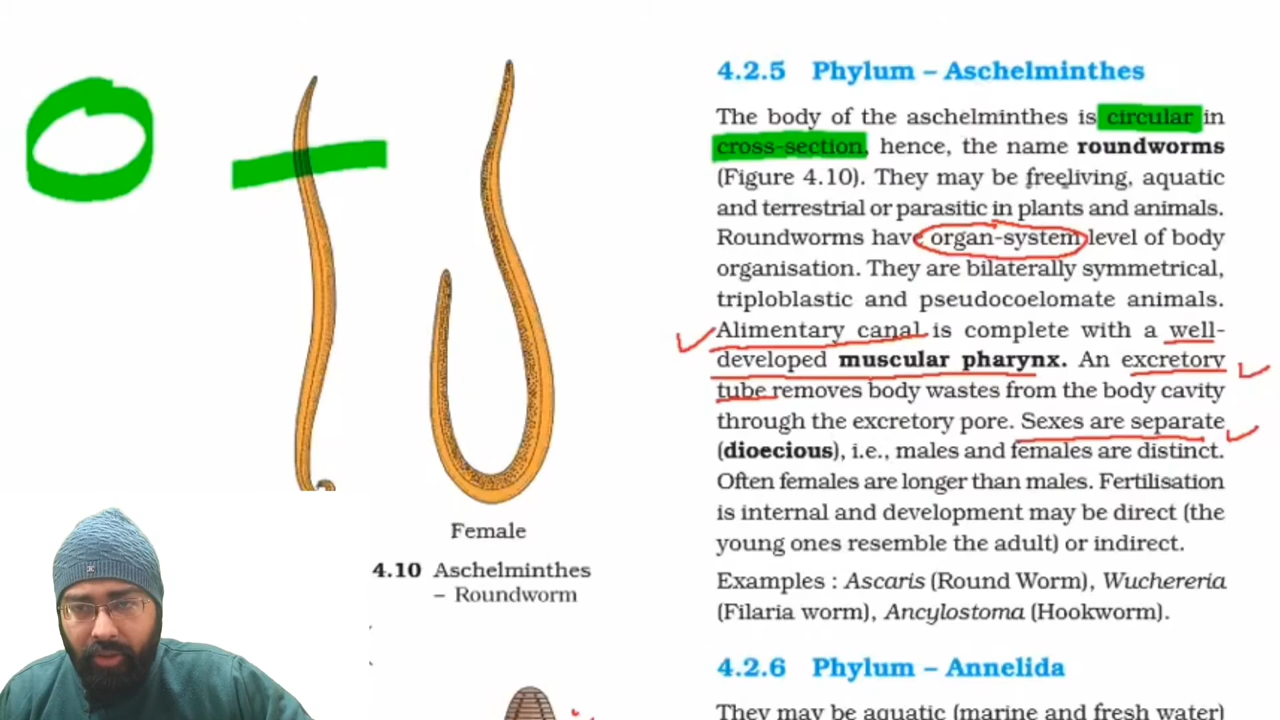 4.2.5 Phylum – Aschelminthes
The body of the aschelminthes is circular in
cross-section, hence, the name roundworms
(Figure 4.10). They may be freeliving, aquatic
and terrestrial or parasitic in plants and animals.
Roundworms have organ-system level of body
organisation. They are bilaterally symmetrical,
triploblastic and pseudocoelomate animals.
Alimentary canal is complete with a well-
developed muscular pharynx. An excretory
tube removes body wastes from the body cavity
through the excretory pore. Sexes are separate
(dioecious), i.e., males and females are distinct.
Often females are longer than males. Fertilisation
is internal and development may be direct (the
young ones resemble the adult) or indirect.
Examples : Ascaris (Round Worm), Wuchereria
(Filaria worm), Ancylostoma (Hookworm).
4.2.6 Phylum – Annelida
They may be aquatic (marine and fresh water)
Female
4.10 Aschelminthes
– Roundworm